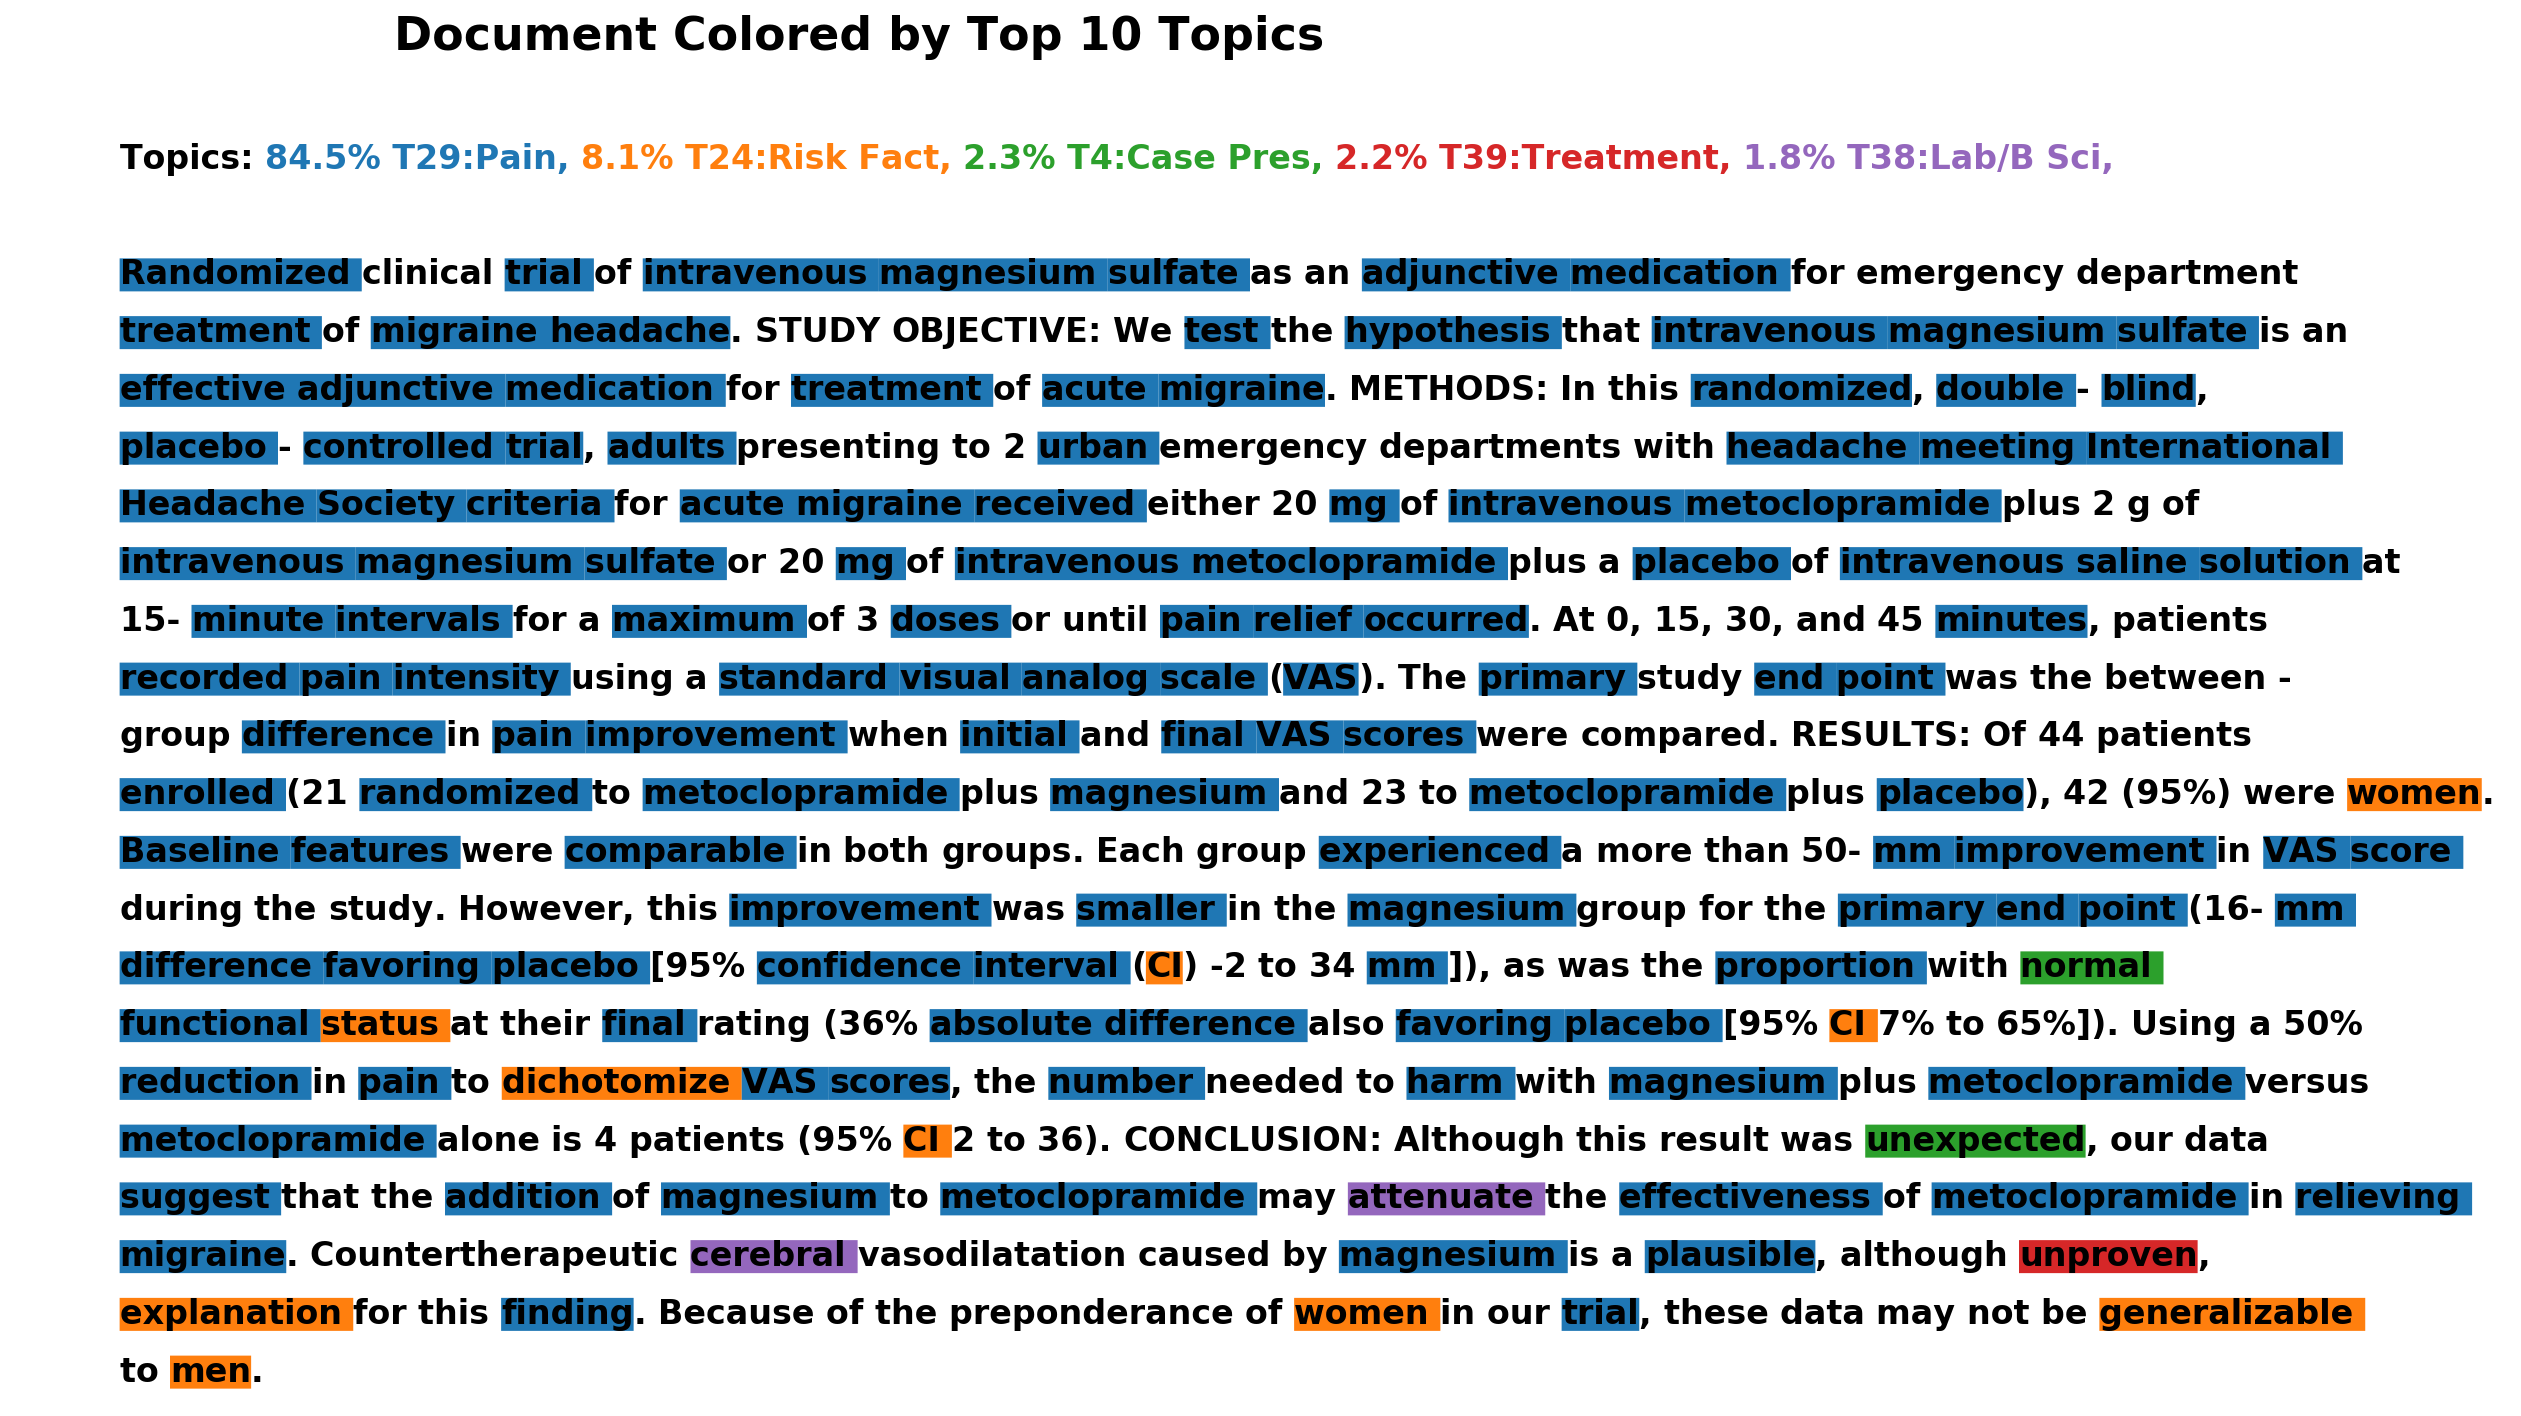 Document Colored by Top 10 Topics
Topics: 84.5% T29:Pain, 8.1% T24:Risk Fact, 2.3% T4:Case Pres, 2.2% T39:Treatment, 1.8% T38:Lab/B Sci,
Randomized clinical trial of intravenous magnesium sulfate as an adjunctive medication for emergency department
treatment of migraine headache. STUDY OBJECTIVE: We test the hypothesis that intravenous magnesium sulfate is an
effective adjunctive medication for treatment of acute migraine. METHODS: In this randomized, double - blind,
placebo - controlled trial, adults presenting to 2 urban emergency departments with headache meeting International
Headache Society criteria for acute migraine received either 20 mg of intravenous metoclopramide plus 2 g of
intravenous magnesium sulfate or 20 mg of intravenous metoclopramide plus a placebo of intravenous saline solution at
15- minute intervals for a maximum of 3 doses or until pain relief occurred. At 0, 15, 30, and 45 minutes, patients
recorded pain intensity using a standard visual analog scale (VAS). The primary study end point was the between -
group difference in pain improvement when initial and final VAS scores were compared. RESULTS: Of 44 patients
enrolled (21 randomized to metoclopramide plus magnesium and 23 to metoclopramide plus placebo), 42 (95%) were women.
Baseline features were comparable in both groups. Each group experienced a more than 50- mm improvement in VAS score
during the study. However, this improvement was smaller in the magnesium group for the primary end point (16- mm
difference favoring placebo [95% confidence interval (CI) -2 to 34 mm ]), as was the proportion with normal
functional status at their final rating (36% absolute difference also favoring placebo [95% CI 7% to 65%]). Using a 50%
reduction in pain to dichotomize VAS scores, the number needed to harm with magnesium plus metoclopramide versus
metoclopramide alone is 4 patients (95% CI 2 to 36). CONCLUSION: Although this result was unexpected, our data
suggest that the addition of magnesium to metoclopramide may attenuate the effectiveness of metoclopramide in relieving
migraine. Countertherapeutic cerebral vasodilatation caused by magnesium is a plausible, although unproven,
explanation for this finding. Because of the preponderance of women in our trial, these data may not be generalizable
to men.